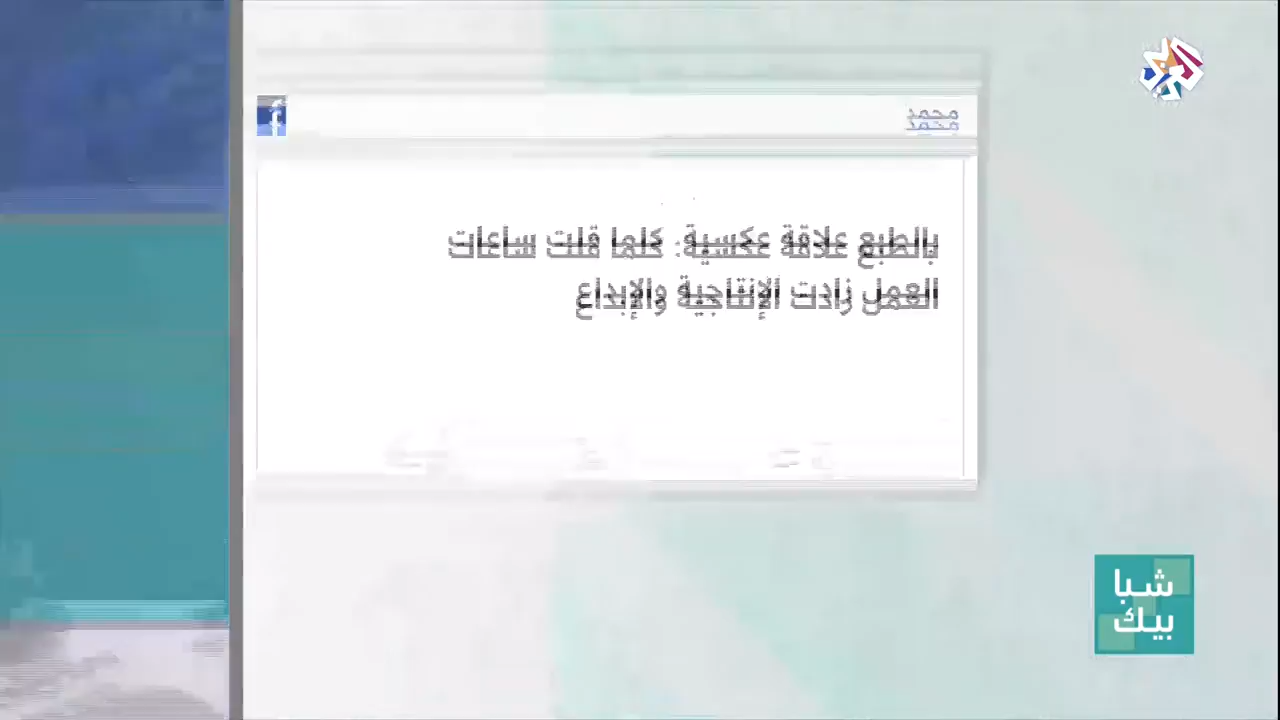 محمد
بالطبع علاقة عكسية: كلما قلت ساعات
العمل زادت الإنتاجية والإبداع
شبا
بيك